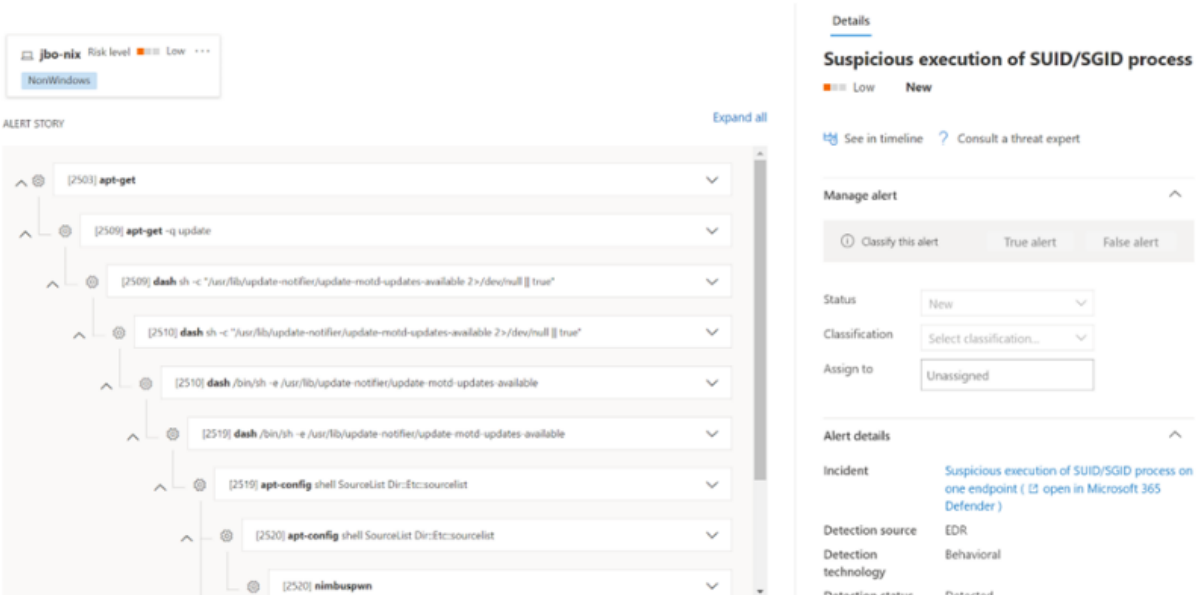 jbo-nix Risk level Low ...
NonWindows
ALERT STORY
Expand all
[2503] apt-get
[2509] apt-get -q update
[2509] dash sh -c "/usr/lib/update-notifier/update-motd-updates-available 2>/dev/null || true"
[2510] dash sh -c "/usr/lib/update-notifier/update-motd-updates-available 2>/dev/null || true"
[2510] dash /bin/sh -e /usr/lib/update-notifier/update-motd-updates-available
[2519] dash /bin/sh -e /usr/lib/update-notifier/update-motd-updates-available
[2519] apt-config shell SourceList Dir::Etc::sourcelist
[2520] apt-config shell SourceList Dir::Etc::sourcelist
[2520] nimbuspwn
Details
Suspicious execution of SUID/SGID process
Low New
See in timeline ? Consult a threat expert
Manage alert
Classify this alert True alert False alert
Status New
Classification Select classification...
Assign to Unassigned
Alert details
Incident Suspicious execution of SUID/SGID process on
one endpoint ( open in Microsoft 365
Defender )
Detection source EDR
Detection Behavioral
technology
Detection status Detected